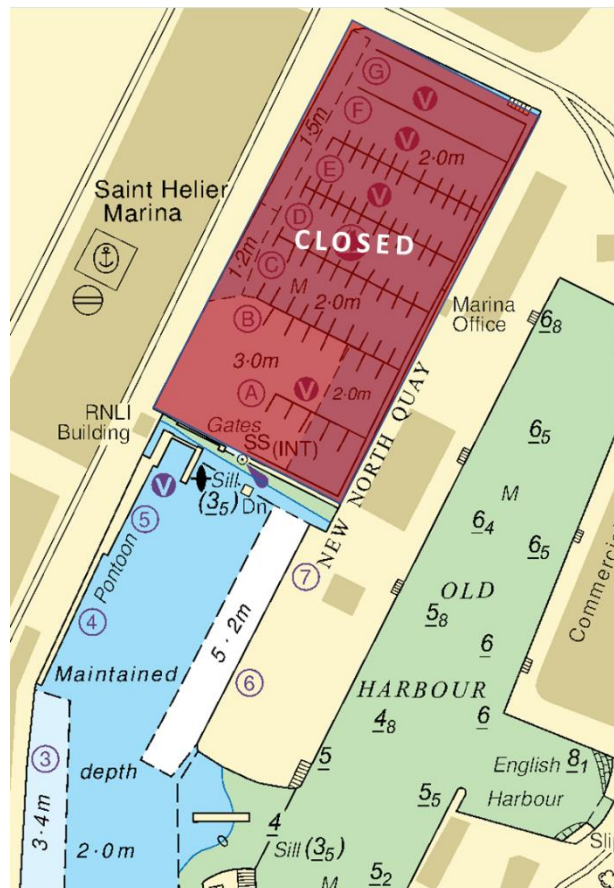 G
V
F
V
1·5m
2·0m
E
V
Saint Helier
Marina
D
CLOSED
1·2m
C
M
2·0m
Marina
Office
6₈
B
3·0m
A
V
2·0m
RNLI
Building
Gates
SS(INT)
6₅
V
Sill
(3₅)
Dn
NEW NORTH QUAY
M
6₄
6₅
5
Pontoon
7
OLD
5₈
6
Commerci
4
5·2m
Maintained
6
HARBOUR
4₈
6
3
3·4m
depth
5
English
Harbour
8₁
5₅
4
Sill (3₅)
2·0m
M
5₂
Slip